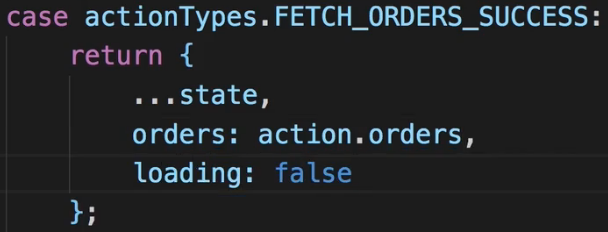 case actionTypes.FETCH_ORDERS_SUCCESS:
    return {
        ...state,
        orders: action.orders,
        loading: false
    };